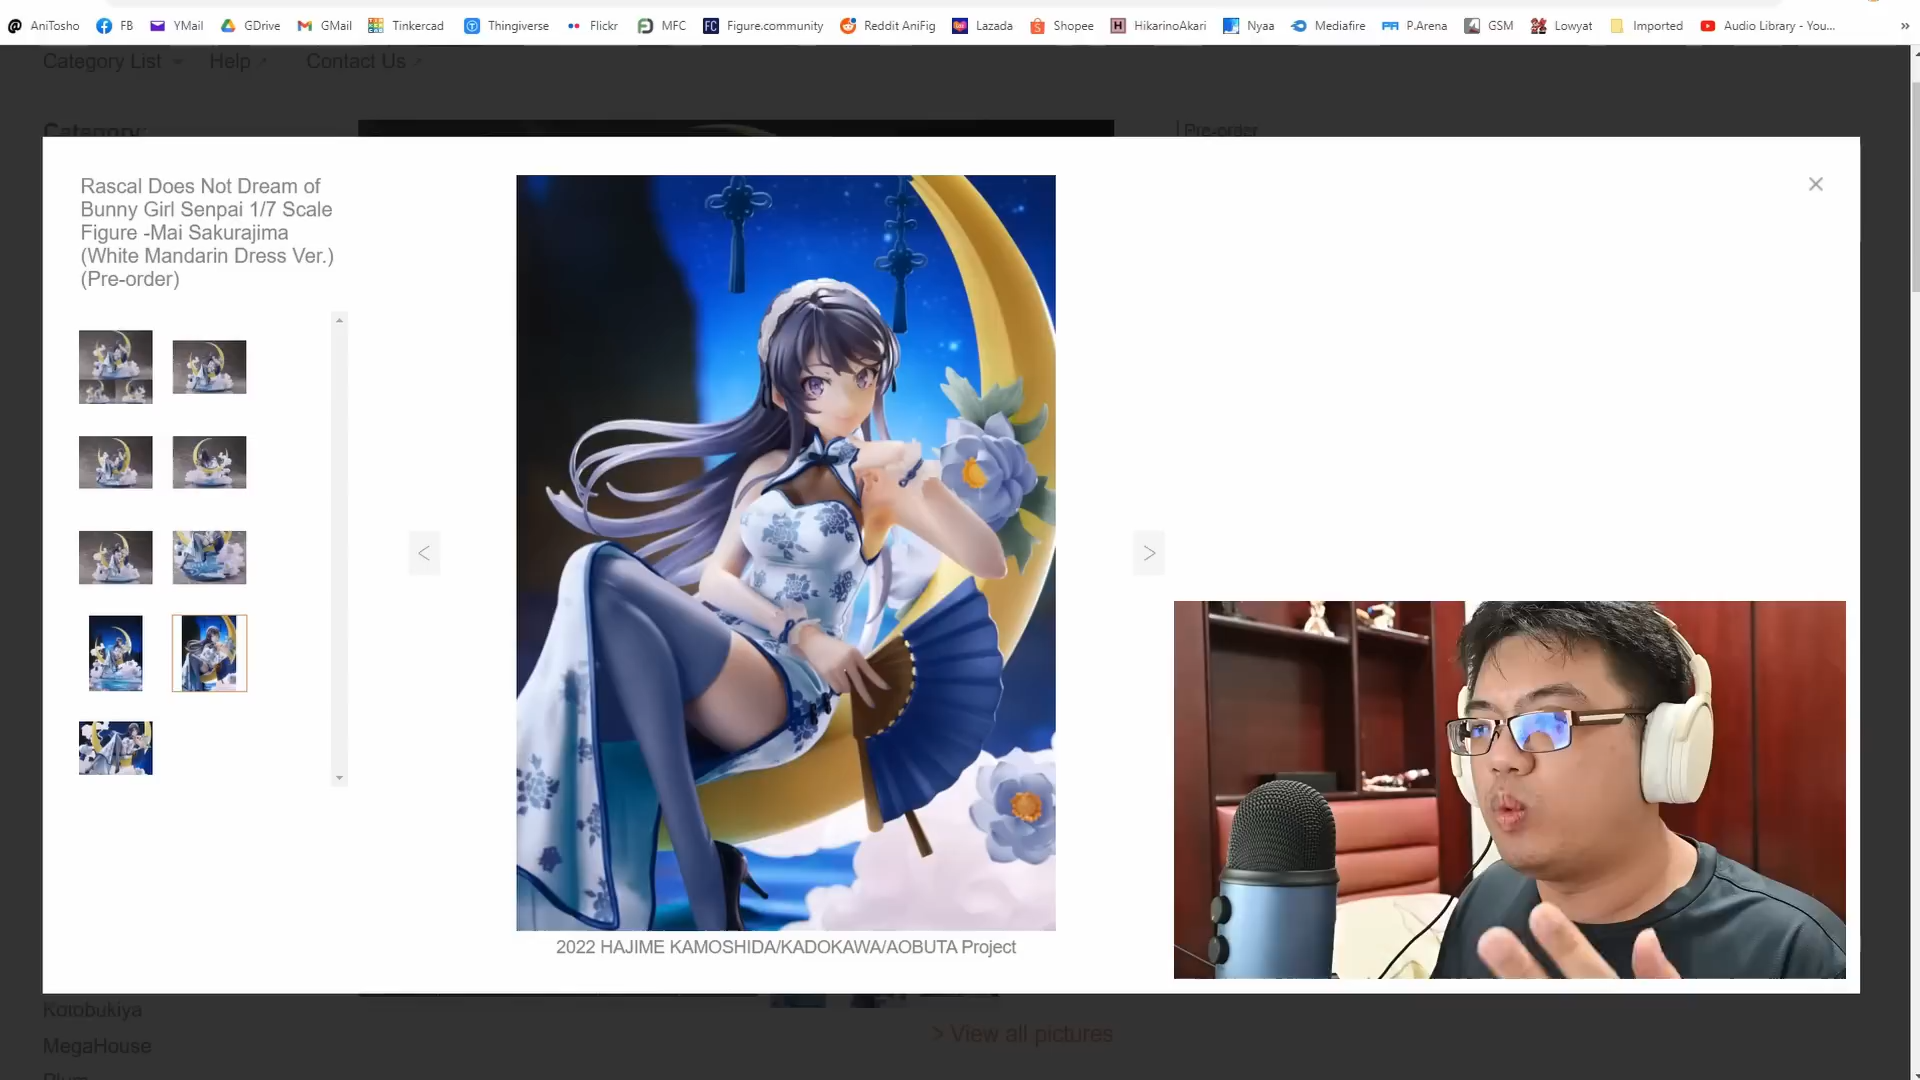 AniTosho FB YMail GDrive GMail Tinkercad Thingiverse Flickr MFC Figure.community Reddit AniFig Lazada Shopee HikarinoAkari Nyaa Mediafire P.Arena GSM Lowyat Imported Audio Library - You... »
Category List Help Contact Us
Category:
Pre-order
Rascal Does Not Dream of
Bunny Girl Senpai 1/7 Scale
Figure -Mai Sakurajima
(White Mandarin Dress Ver.)
(Pre-order)
<
>
2022 HAJIME KAMOSHIDA/KADOKAWA/AOBUTA Project
Kotobukiya
> View all pictures
MegaHouse
Plum